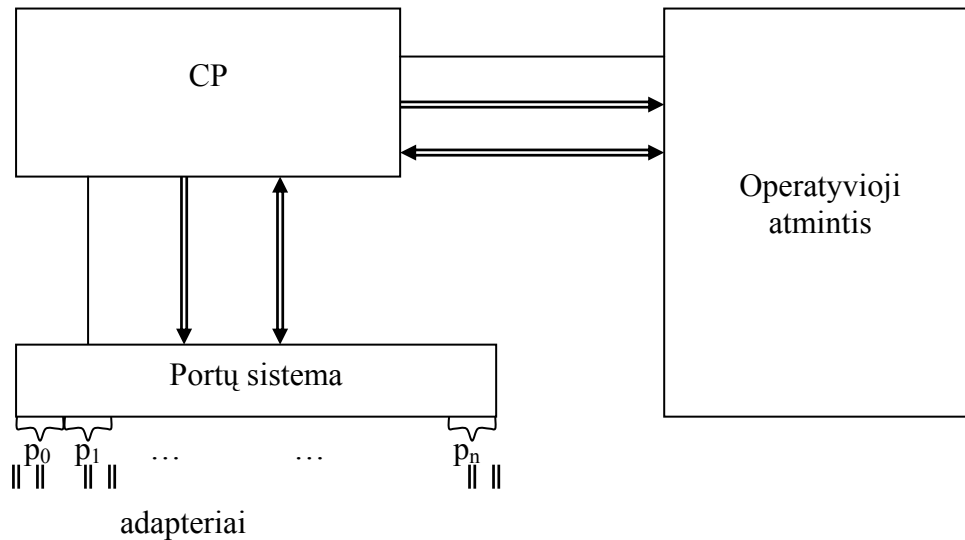 CP
Operatyvioji
atmintis
Portų sistema
p₀ p₁ … … pₙ
adapteriai